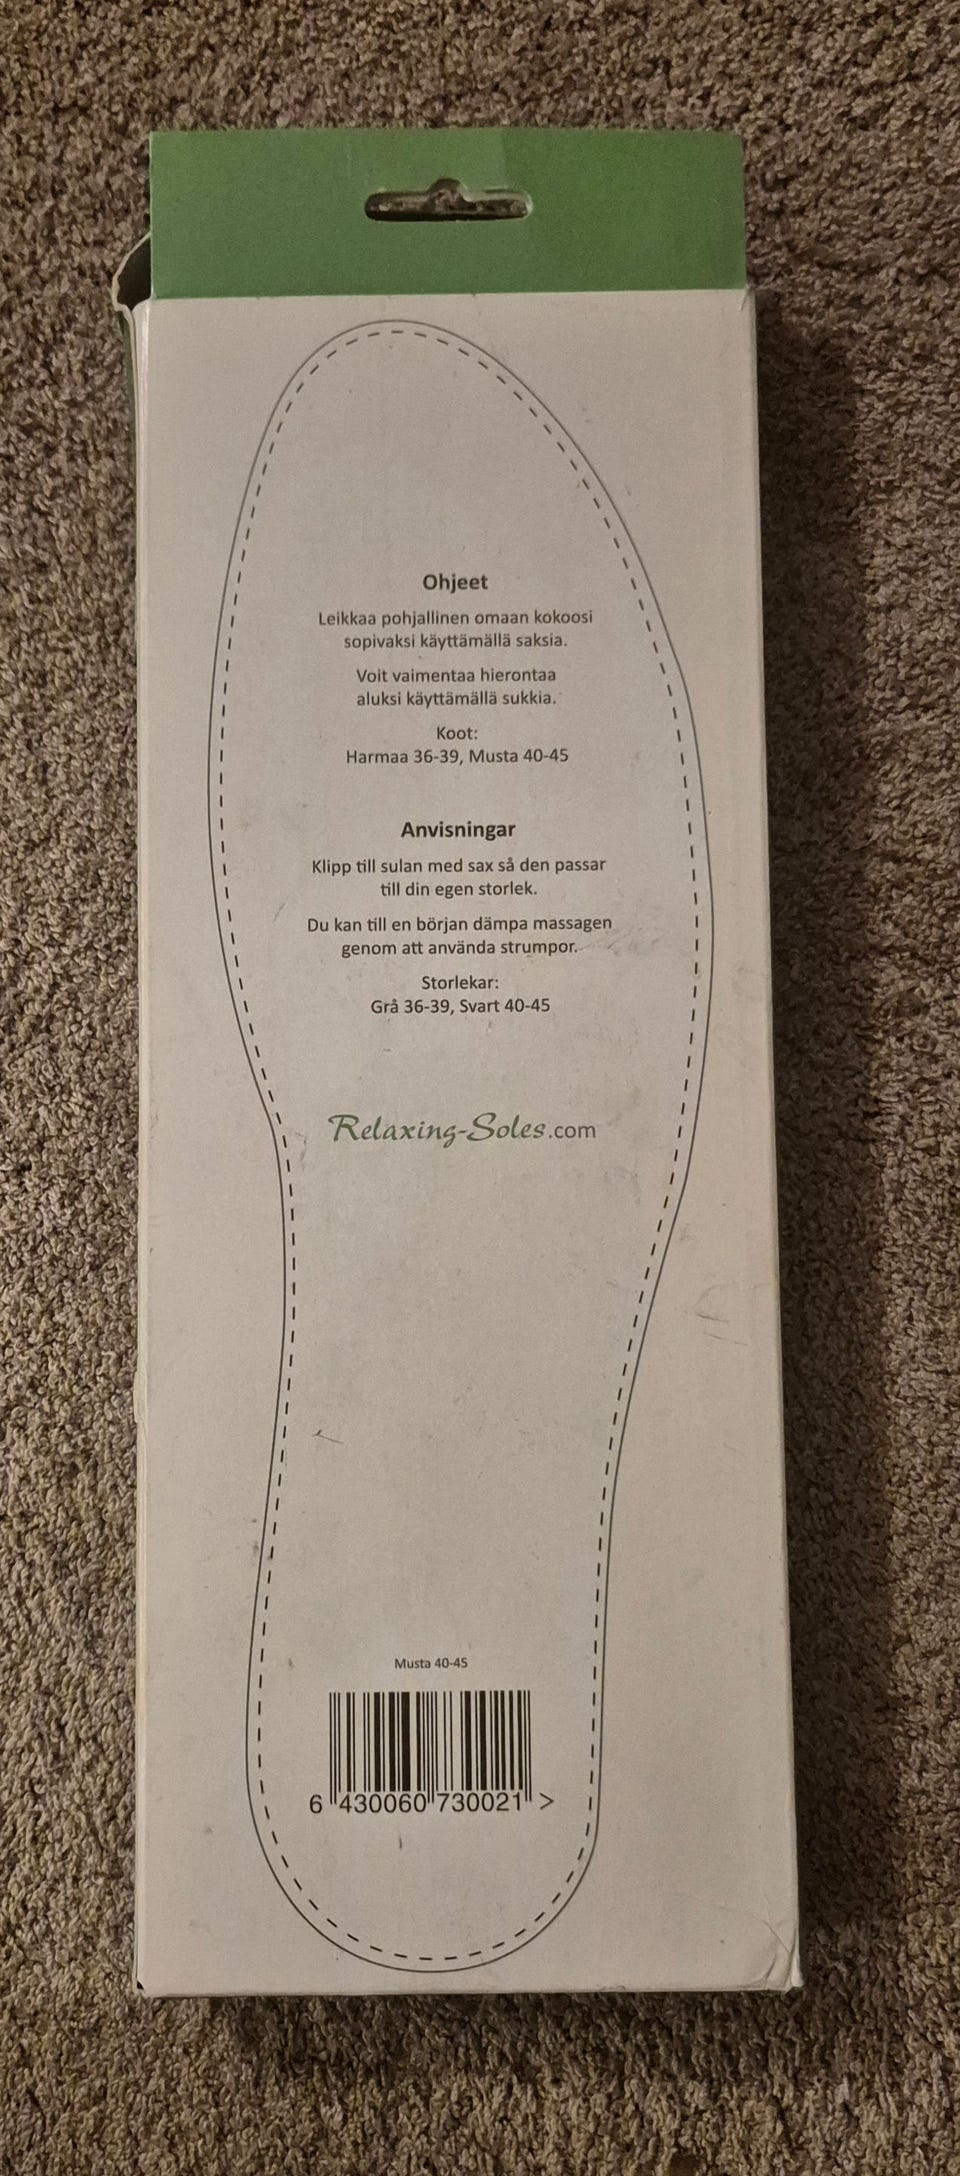 Ohjeet
Leikkaa pohjallinen omaan kokoosi
sopivaksi käyttämällä saksia.
Voit vaimentaa hierontaa
aluksi käyttämällä sukkia.
Koot:
Harmaa 36-39, Musta 40-45
Anvisningar
Klipp till sulan med sax så den passar
till din egen storlek.
Du kan till en början dämpa massagen
genom att använda strumpor.
Storlekar:
Grå 36-39, Svart 40-45
Relaxing-Soles.com
Musta 40-45
6 430060 730021 >